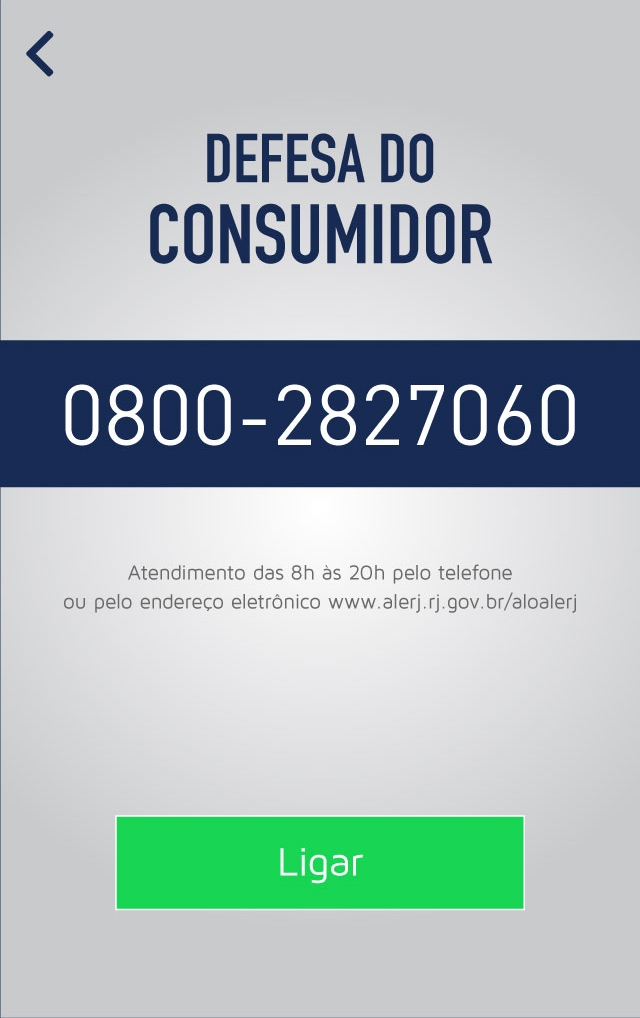 DEFESA DO
CONSUMIDOR
0800-2827060
Atendimento das 8h às 20h pelo telefone
ou pelo endereço eletrônico www.alerj.rj.gov.br/aloalerj
Ligar